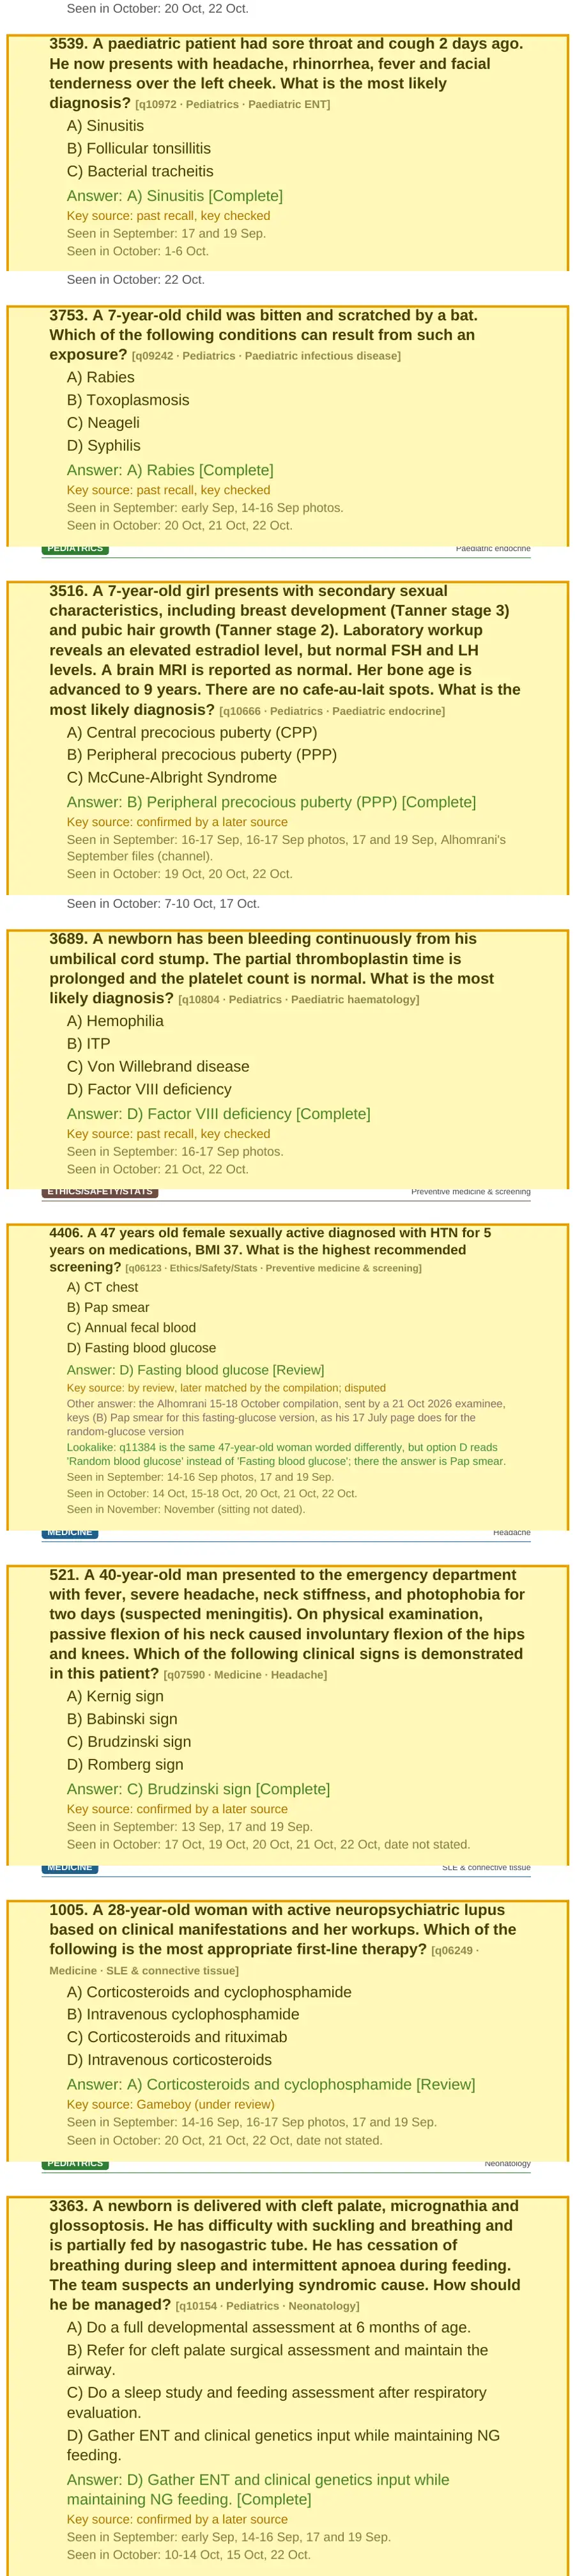 Seen in October: 20 Oct, 22 Oct.
3539. A paediatric patient had sore throat and cough 2 days ago.
He now presents with headache, rhinorrhea, fever and facial
tenderness over the left cheek. What is the most likely
diagnosis? [q10972 · Pediatrics · Paediatric ENT]
A) Sinusitis
B) Follicular tonsillitis
C) Bacterial tracheitis
Answer: A) Sinusitis [Complete]
Key source: past recall, key checked
Seen in September: 17 and 19 Sep.
Seen in October: 1-6 Oct.
Seen in October: 22 Oct.
3753. A 7-year-old child was bitten and scratched by a bat.
Which of the following conditions can result from such an
exposure? [q09242 · Pediatrics · Paediatric infectious disease]
A) Rabies
B) Toxoplasmosis
C) Neageli
D) Syphilis
Answer: A) Rabies [Complete]
Key source: past recall, key checked
Seen in September: early Sep, 14-16 Sep photos.
Seen in October: 20 Oct, 21 Oct, 22 Oct.
PEDIATRICS Paediatric endocrine
3516. A 7-year-old girl presents with secondary sexual
characteristics, including breast development (Tanner stage 3)
and pubic hair growth (Tanner stage 2). Laboratory workup
reveals an elevated estradiol level, but normal FSH and LH
levels. A brain MRI is reported as normal. Her bone age is
advanced to 9 years. There are no cafe-au-lait spots. What is the
most likely diagnosis? [q10666 · Pediatrics · Paediatric endocrine]
A) Central precocious puberty (CPP)
B) Peripheral precocious puberty (PPP)
C) McCune-Albright Syndrome
Answer: B) Peripheral precocious puberty (PPP) [Complete]
Key source: confirmed by a later source
Seen in September: 16-17 Sep, 16-17 Sep photos, 17 and 19 Sep, Alhomrani's
September files (channel).
Seen in October: 19 Oct, 20 Oct, 22 Oct.
Seen in October: 7-10 Oct, 17 Oct.
3689. A newborn has been bleeding continuously from his
umbilical cord stump. The partial thromboplastin time is
prolonged and the platelet count is normal. What is the most
likely diagnosis? [q10804 · Pediatrics · Paediatric haematology]
A) Hemophilia
B) ITP
C) Von Willebrand disease
D) Factor VIII deficiency
Answer: D) Factor VIII deficiency [Complete]
Key source: past recall, key checked
Seen in September: 16-17 Sep photos.
Seen in October: 21 Oct, 22 Oct.
ETHICS/SAFETY/STATS Preventive medicine & screening
4406. A 47 years old female sexually active diagnosed with HTN for 5
years on medications, BMI 37. What is the highest recommended
screening? [q06123 · Ethics/Safety/Stats · Preventive medicine & screening]
A) CT chest
B) Pap smear
C) Annual fecal blood
D) Fasting blood glucose
Answer: D) Fasting blood glucose [Review]
Key source: by review, later matched by the compilation; disputed
Other answer: the Alhomrani 15-18 October compilation, sent by a 21 Oct 2026 examinee,
keys (B) Pap smear for this fasting-glucose version, as his 17 July page does for the
random-glucose version
Lookalike: q11384 is the same 47-year-old woman worded differently, but option D reads
'Random blood glucose' instead of 'Fasting blood glucose'; there the answer is Pap smear.
Seen in September: 14-16 Sep photos, 17 and 19 Sep.
Seen in October: 14 Oct, 15-18 Oct, 20 Oct, 21 Oct, 22 Oct.
Seen in November: November (sitting not dated).
MEDICINE Headache
521. A 40-year-old man presented to the emergency department
with fever, severe headache, neck stiffness, and photophobia for
two days (suspected meningitis). On physical examination,
passive flexion of his neck caused involuntary flexion of the hips
and knees. Which of the following clinical signs is demonstrated
in this patient? [q07590 · Medicine · Headache]
A) Kernig sign
B) Babinski sign
C) Brudzinski sign
D) Romberg sign
Answer: C) Brudzinski sign [Complete]
Key source: confirmed by a later source
Seen in September: 13 Sep, 17 and 19 Sep.
Seen in October: 17 Oct, 19 Oct, 20 Oct, 21 Oct, 22 Oct, date not stated.
MEDICINE SLE & connective tissue
1005. A 28-year-old woman with active neuropsychiatric lupus
based on clinical manifestations and her workups. Which of the
following is the most appropriate first-line therapy? [q06249 ·
Medicine · SLE & connective tissue]
A) Corticosteroids and cyclophosphamide
B) Intravenous cyclophosphamide
C) Corticosteroids and rituximab
D) Intravenous corticosteroids
Answer: A) Corticosteroids and cyclophosphamide [Review]
Key source: Gameboy (under review)
Seen in September: 14-16 Sep, 16-17 Sep photos, 17 and 19 Sep.
Seen in October: 20 Oct, 21 Oct, 22 Oct, date not stated.
PEDIATRICS Neonatology
3363. A newborn is delivered with cleft palate, micrognathia and
glossoptosis. He has difficulty with suckling and breathing and
is partially fed by nasogastric tube. He has cessation of
breathing during sleep and intermittent apnoea during feeding.
The team suspects an underlying syndromic cause. How should
he be managed? [q10154 · Pediatrics · Neonatology]
A) Do a full developmental assessment at 6 months of age.
B) Refer for cleft palate surgical assessment and maintain the
airway.
C) Do a sleep study and feeding assessment after respiratory
evaluation.
D) Gather ENT and clinical genetics input while maintaining NG
feeding.
Answer: D) Gather ENT and clinical genetics input while
maintaining NG feeding. [Complete]
Key source: confirmed by a later source
Seen in September: early Sep, 14-16 Sep, 17 and 19 Sep.
Seen in October: 10-14 Oct, 15 Oct, 22 Oct.